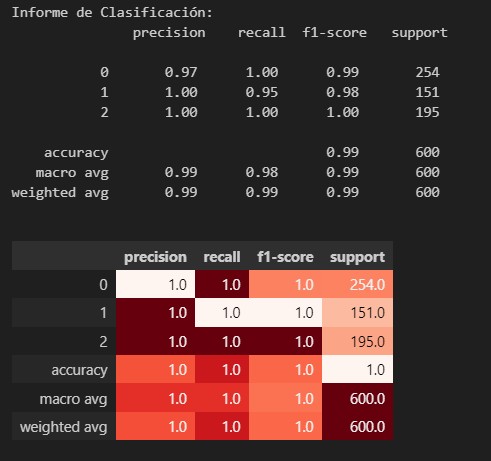 Informe de Clasificación:
precision recall f1-score support
0 0.97 1.00 0.99 254
1 1.00 0.95 0.98 151
2 1.00 1.00 1.00 195
accuracy 0.99 600
macro avg 0.99 0.98 0.99 600
weighted avg 0.99 0.99 0.99 600
precision recall f1-score support
0 1.0 1.0 1.0 254.0
1 1.0 1.0 1.0 151.0
2 1.0 1.0 1.0 195.0
accuracy 1.0 1.0 1.0 1.0
macro avg 1.0 1.0 1.0 600.0
weighted avg 1.0 1.0 1.0 600.0